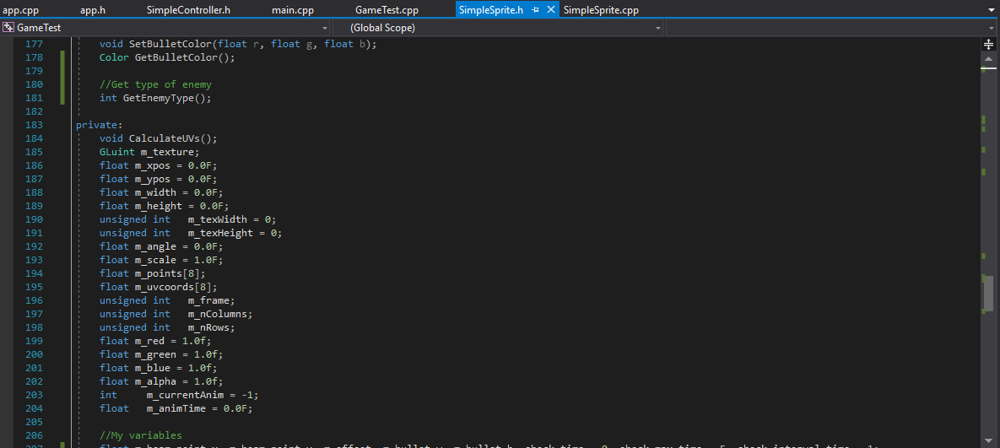 app.cpp app.h SimpleController.h main.cpp GameTest.cpp SimpleSprite.h SimpleSprite.cpp
GameTest (Global Scope)
177 void SetBulletColor(float r, float g, float b);
178 Color GetBulletColor();
179
180 //Get type of enemy
181 int GetEnemyType();
182
183 private:
184 void CalculateUVs();
185 GLuint m_texture;
186 float m_xpos = 0.0F;
187 float m_ypos = 0.0F;
188 float m_width = 0.0F;
189 float m_height = 0.0F;
190 unsigned int m_texWidth = 0;
191 unsigned int m_texHeight = 0;
192 float m_angle = 0.0F;
193 float m_scale = 1.0F;
194 float m_points[8];
195 float m_uvcoords[8];
196 unsigned int m_frame;
197 unsigned int m_nColumns;
198 unsigned int m_nRows;
199 float m_red = 1.0f;
200 float m_green = 1.0f;
201 float m_blue = 1.0f;
202 float m_alpha = 1.0f;
203 int m_currentAnim = -1;
204 float m_animTime = 0.0F;
205
206 //My variables